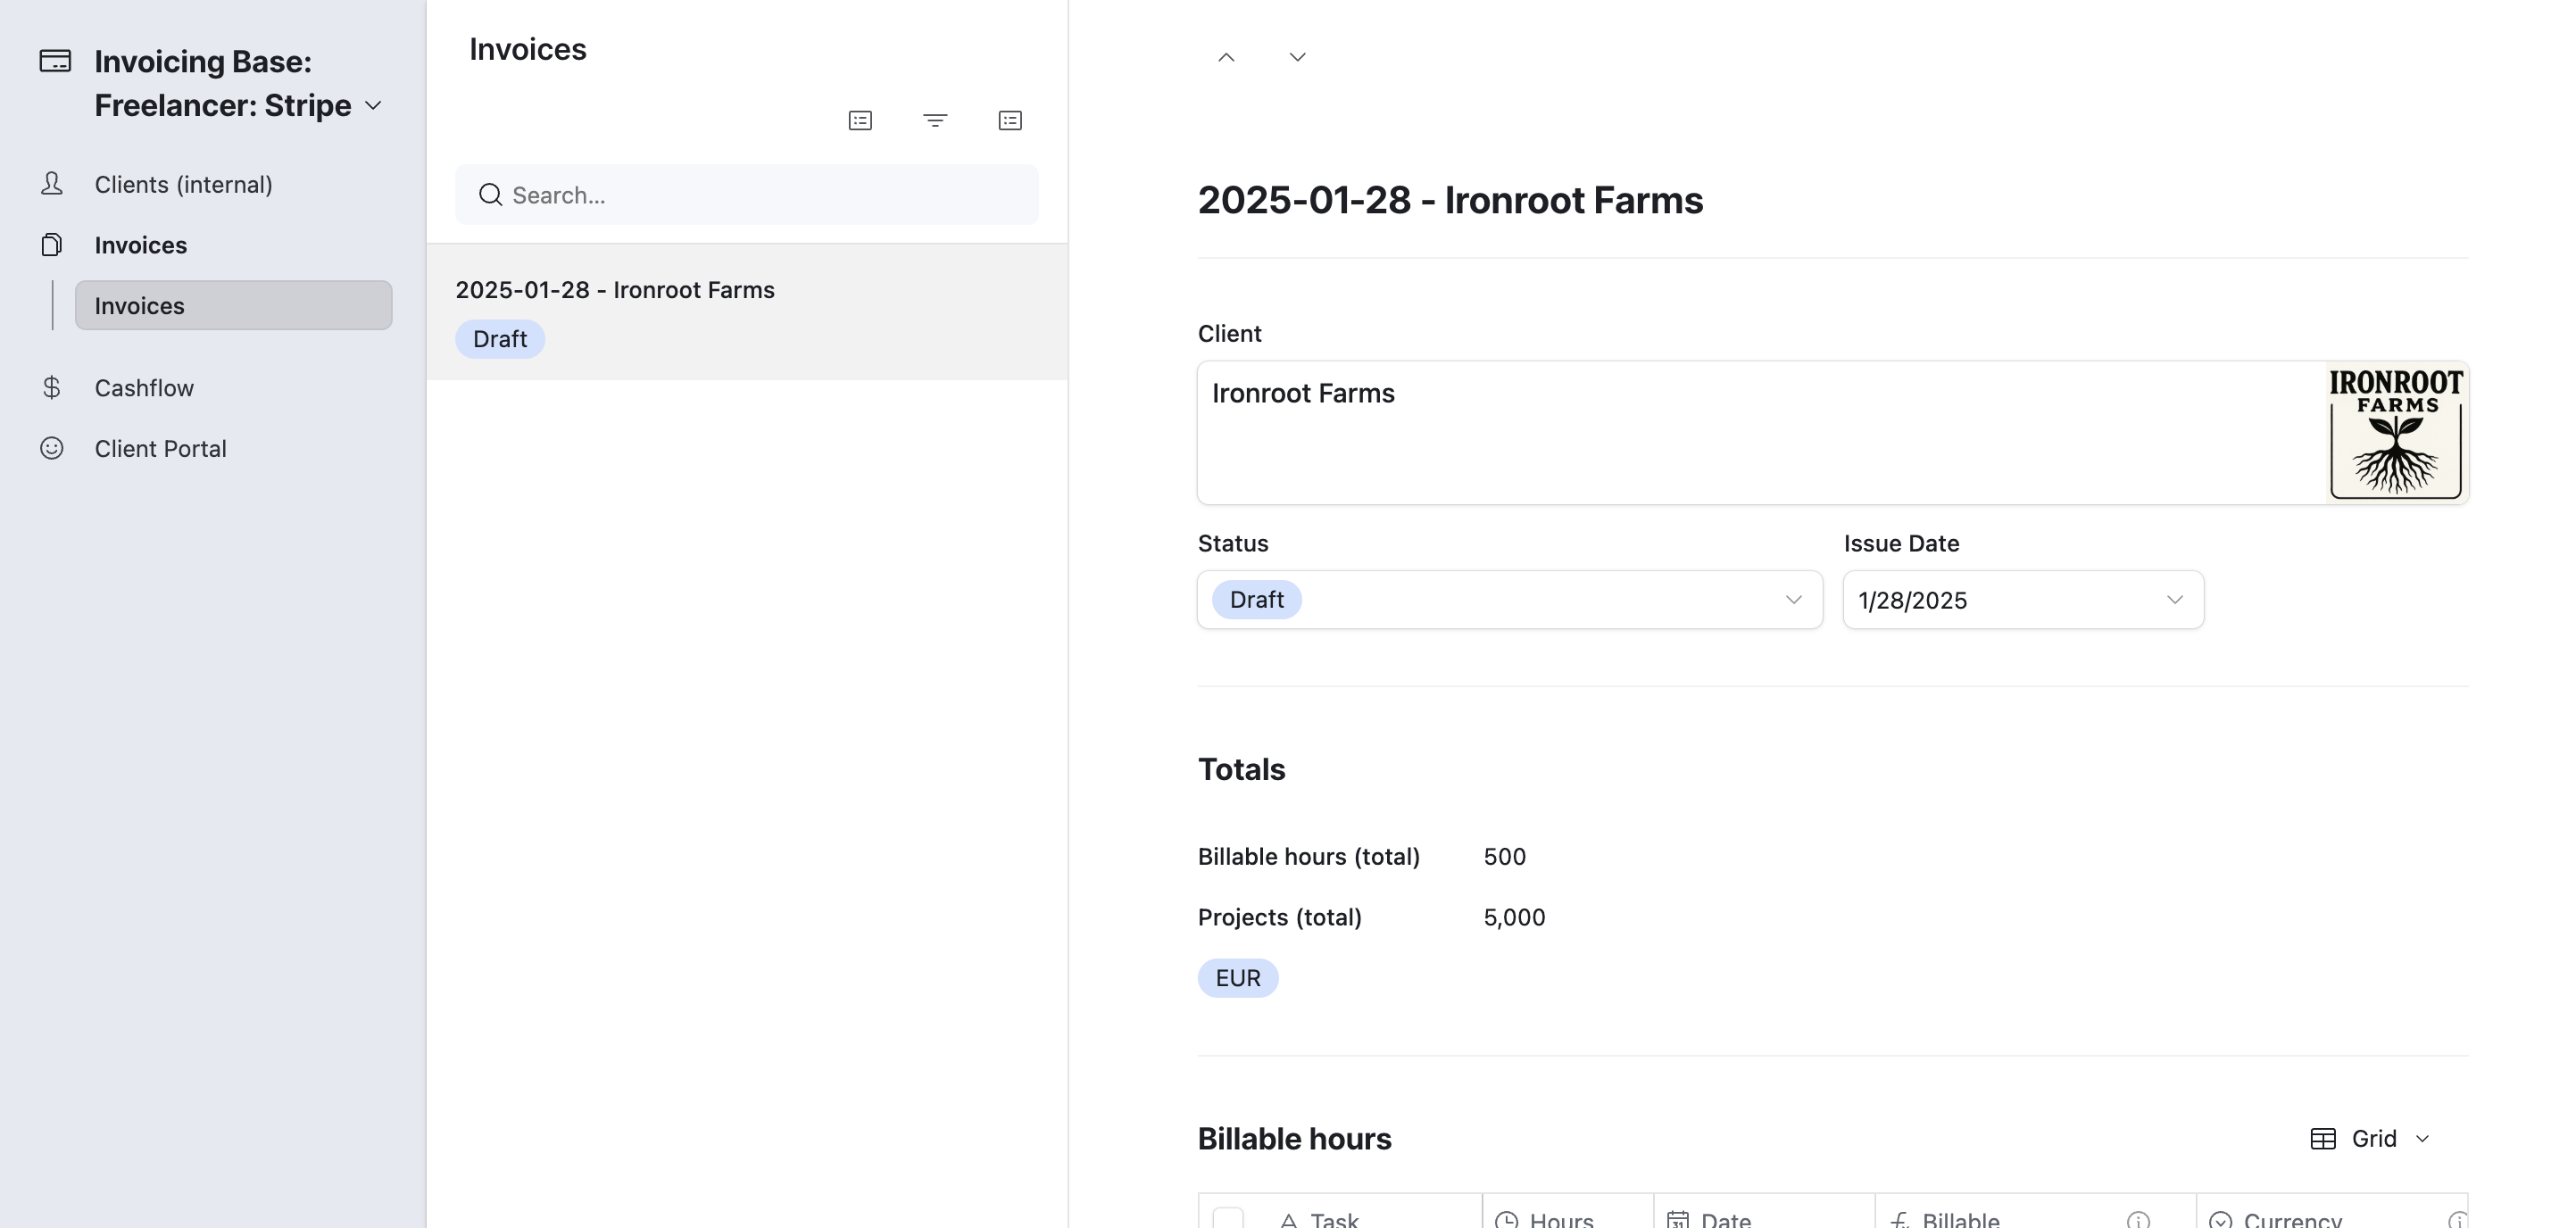 Invoicing Base:
Freelancer: Stripe
Clients (internal)
Invoices
Invoices
Cashflow
Client Portal
Invoices
Search...
2025-01-28 - Ironroot Farms
Draft
2025-01-28 - Ironroot Farms
Client
Ironroot Farms
IRONROOT
FARMS
Status
Issue Date
Draft
1/28/2025
Totals
Billable hours (total)
500
Projects (total)
5,000
EUR
Billable hours
Grid
Task
Hours
Date
Billable
Currency